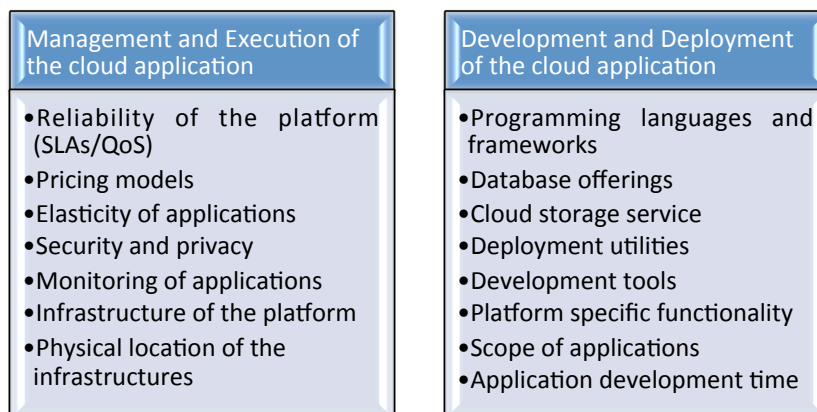 Management and Execution of
the cloud application
•Reliability of the platform
(SLAs/QoS)
•Pricing models
•Elasticity of applications
•Security and privacy
•Monitoring of applications
•Infrastructure of the platform
•Physical location of the
infrastructures
Development and Deployment
of the cloud application
•Programming languages and
frameworks
•Database offerings
•Cloud storage service
•Deployment utilities
•Development tools
•Platform specific functionality
•Scope of applications
•Application development time